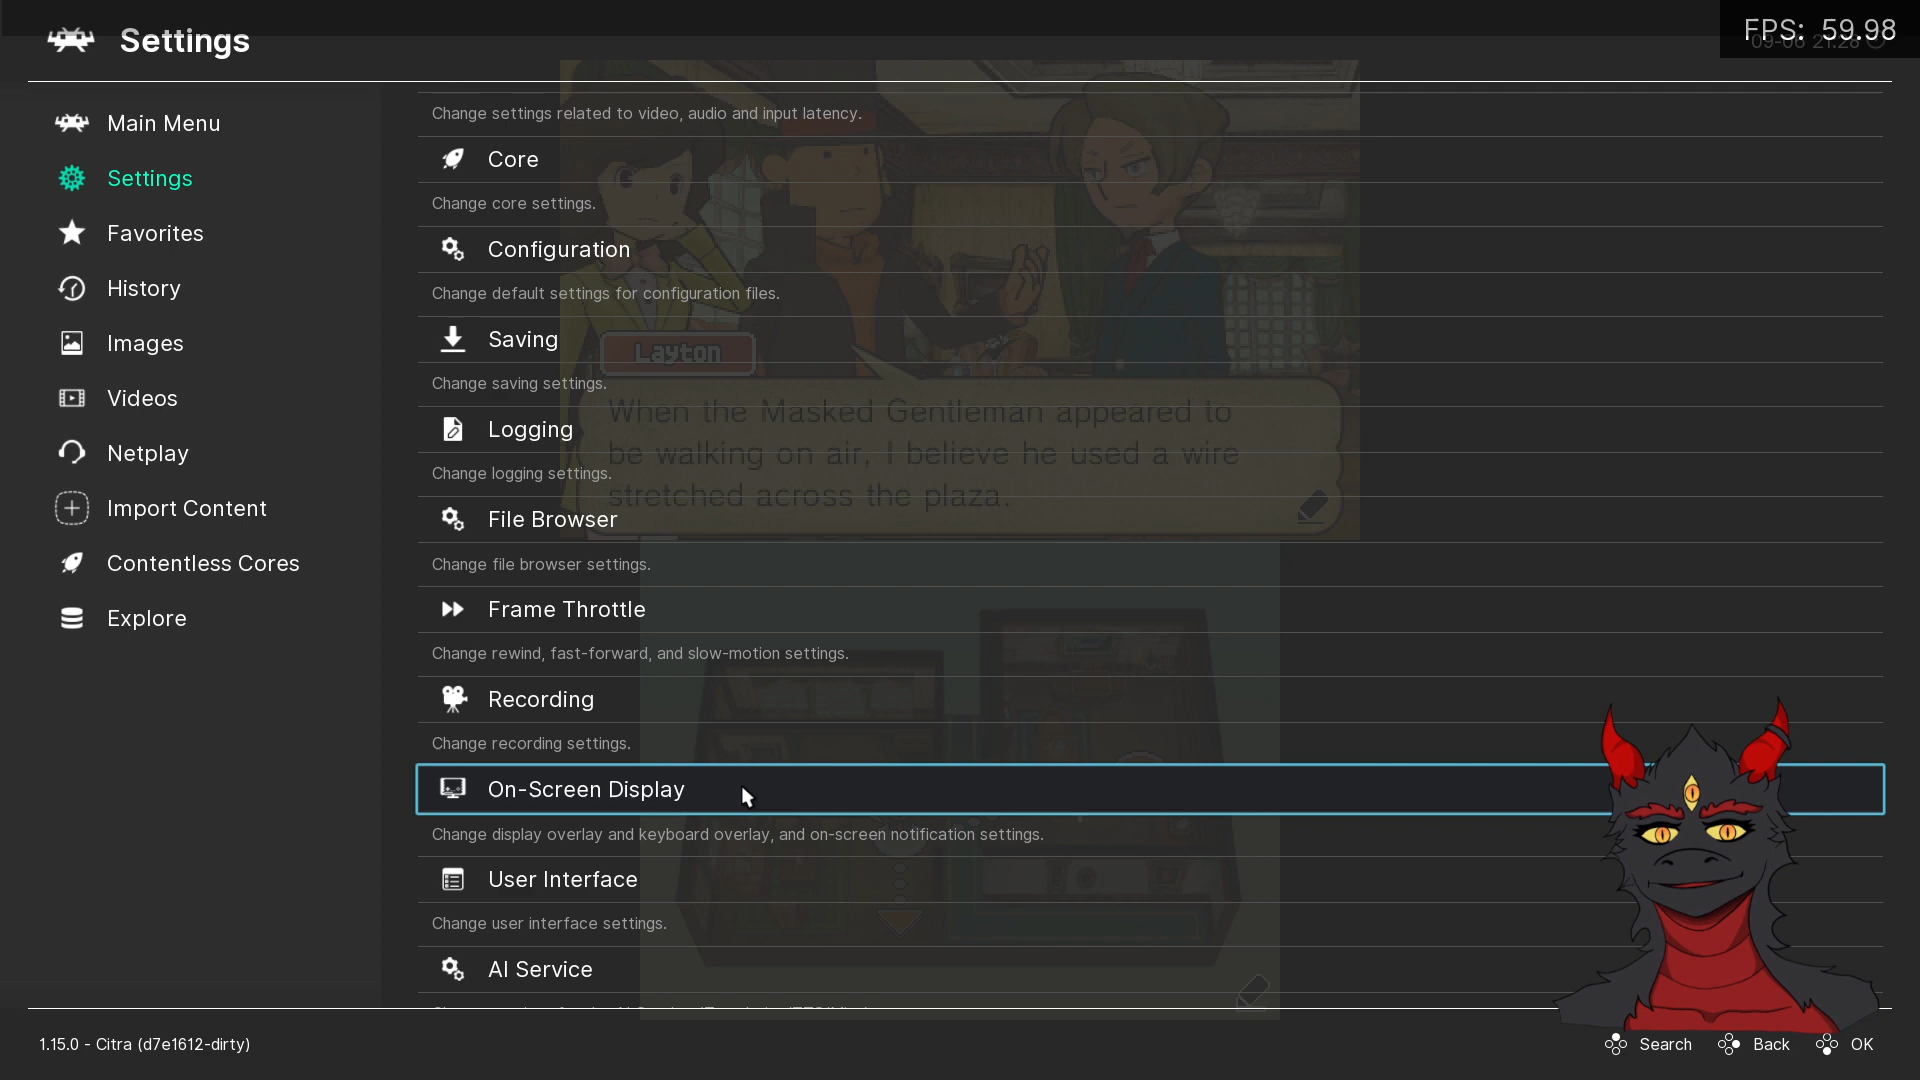 Settings
FPS: 59.98
09-06 21:28
Main Menu
Settings
Favorites
History
Images
Videos
Netplay
Import Content
Contentless Cores
Explore
Change settings related to video, audio and input latency.
Core
Change core settings.
Configuration
Change default settings for configuration files.
Saving
Change saving settings.
Logging
Change logging settings.
File Browser
Change file browser settings.
Frame Throttle
Change rewind, fast-forward, and slow-motion settings.
Recording
Change recording settings.
On-Screen Display
Change display overlay and keyboard overlay, and on-screen notification settings.
User Interface
Change user interface settings.
AI Service
Layton
When the Masked Gentleman appeared to
be walking on air, I believe he used a wire
stretched across the plaza.
1.15.0 - Citra (d7e1612-dirty)
Search
Back
OK